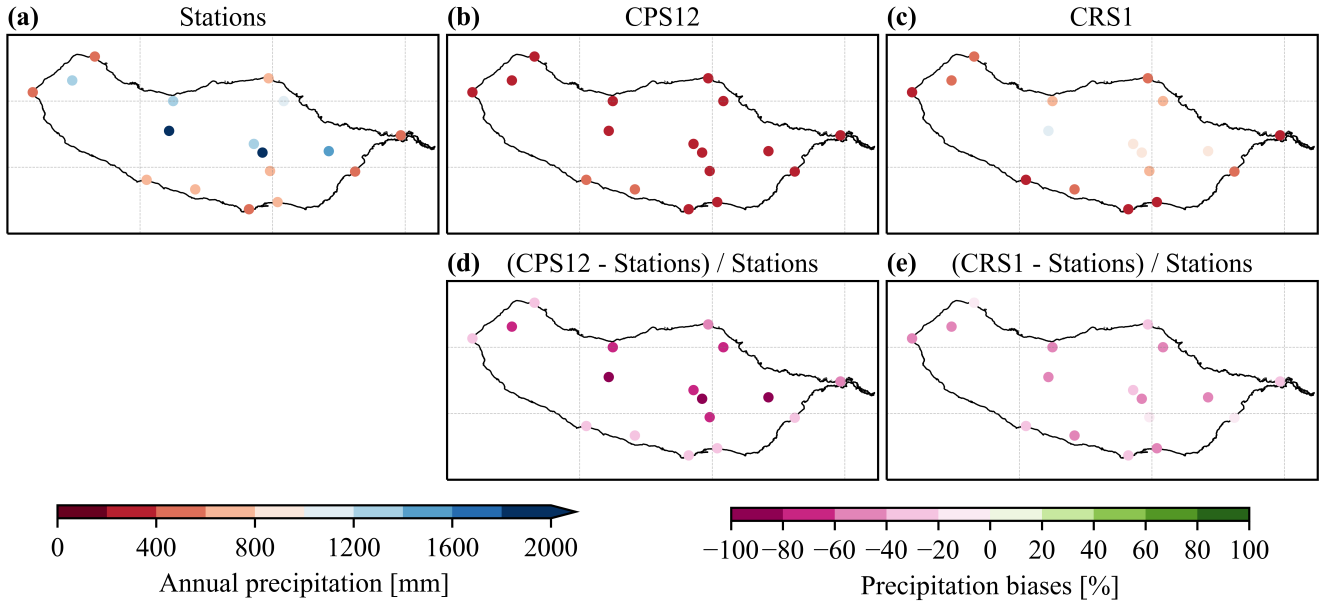 (a) Stations
(b) CPS12
(c) CRS1
(d) (CPS12 - Stations) / Stations
(e) (CRS1 - Stations) / Stations
0 400 800 1200 1600 2000
Annual precipitation [mm]
−100 −80 −60 −40 −20 0 20 40 60 80 100
Precipitation biases [%]